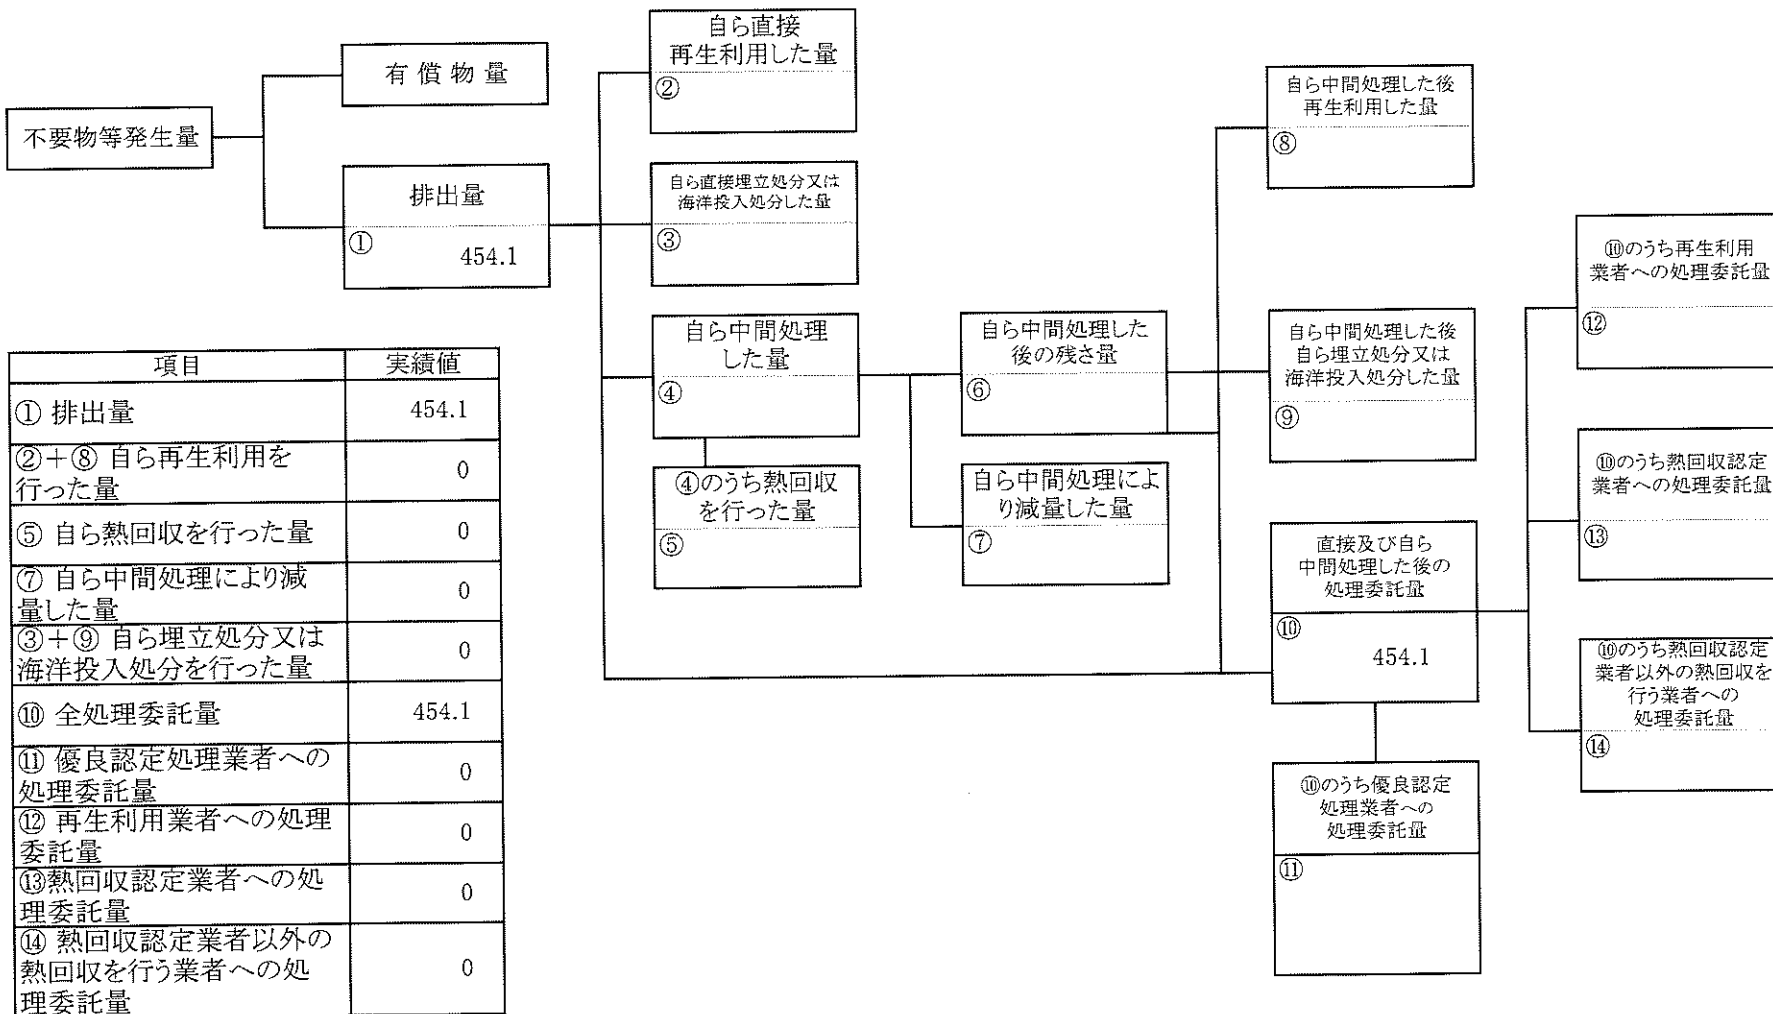 不要物等発生量
有償物量
排出量
①
454.1
自ら直接
再生利用した量
②
自ら直接埋立処分又は
海洋投入処分した量
③
自ら中間処理
した量
④
④のうち熱回収
を行った量
⑤
自ら中間処理した
後の残さ量
⑥
自ら中間処理によ
り減量した量
⑦
自ら中間処理した後
再生利用した量
⑧
自ら中間処理した後
自ら埋立処分又は
海洋投入処分した量
⑨
直接及び自ら
中間処理した後の
処理委託量
⑩
454.1
⑩のうち優良認定
処理業者への
処理委託量
⑪
⑩のうち再生利用
業者への処理委託量
⑫
⑩のうち熱回収認定
業者への処理委託量
⑬
⑩のうち熱回収認定
業者以外の熱回収を
行う業者への
処理委託量
⑭
項目 実績値
① 排出量 454.1
②+⑧ 自ら再生利用を
行った量 0
⑤ 自ら熱回収を行った量 0
⑦ 自ら中間処理により減
量した量 0
③+⑨ 自ら埋立処分又は
海洋投入処分を行った量 0
⑩ 全処理委託量 454.1
⑪ 優良認定処理業者への
処理委託量 0
⑫ 再生利用業者への処理
委託量 0
⑬熱回収認定業者への処
理委託量 0
⑭ 熱回収認定業者以外の
熱回収を行う業者への処
理委託量 0